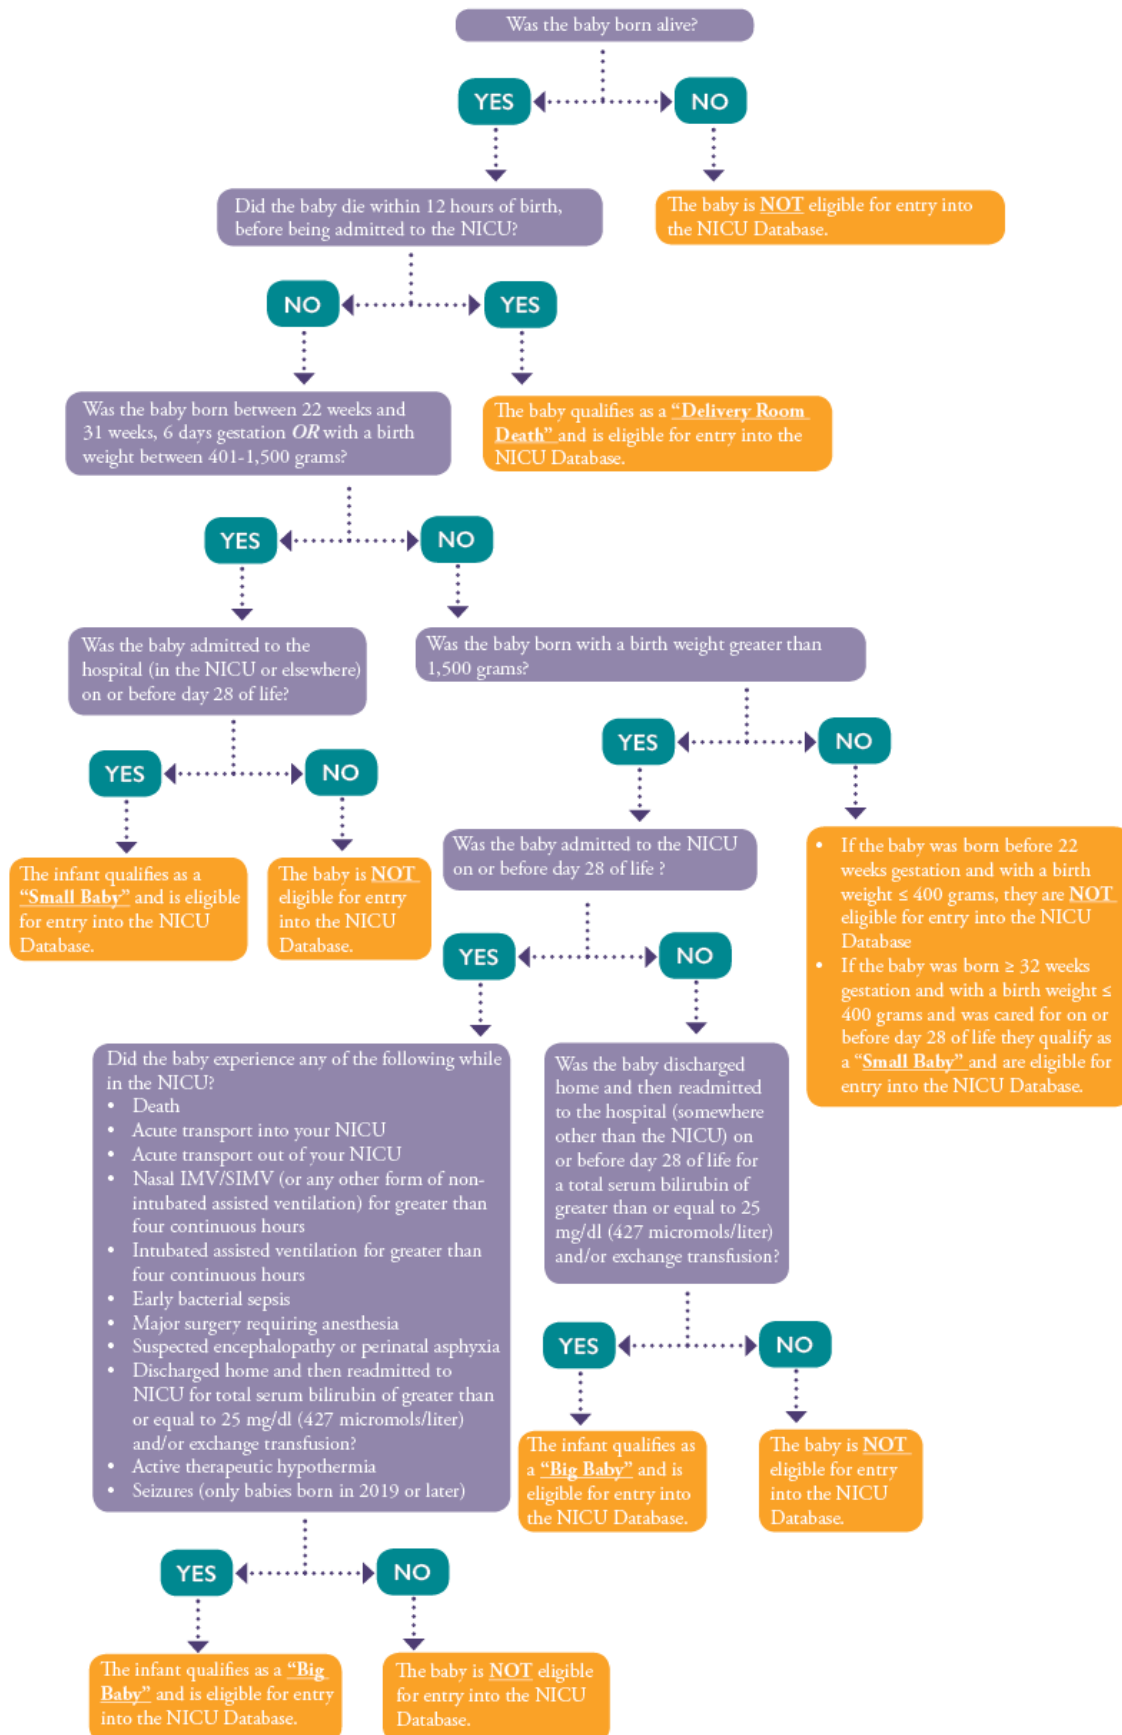 Was the baby born alive?
YES
NO
Did the baby die within 12 hours of birth,
before being admitted to the NICU?
The baby is NOT eligible for entry into
the NICU Database.
NO
YES
Was the baby born between 22 weeks and
31 weeks, 6 days gestation OR with a birth
weight between 401-1,500 grams?
The baby qualifies as a “Delivery Room
Death” and is eligible for entry into the
NICU Database.
YES
NO
Was the baby admitted to the
hospital (in the NICU or elsewhere)
on or before day 28 of life?
Was the baby born with a birth weight greater than
1,500 grams?
YES
NO
YES
NO
The infant qualifies as a
“Small Baby” and is eligible
for entry into the NICU
Database.
The baby is NOT
eligible for entry
into the NICU
Database.
Was the baby admitted to the NICU
on or before day 28 of life ?
• If the baby was born before 22
weeks gestation and with a birth
weight ≤ 400 grams, they are NOT
eligible for entry into the NICU
Database
• If the baby was born ≥ 32 weeks
gestation and with a birth weight ≤
400 grams and was cared for on or
before day 28 of life they qualify as
a “Small Baby” and are eligible for
entry into the NICU Database.
YES
NO
Did the baby experience any of the following while
in the NICU?
• Death
• Acute transport into your NICU
• Acute transport out of your NICU
• Nasal IMV/SIMV (or any other form of non-
intubated assisted ventilation) for greater than
four continuous hours
• Intubated assisted ventilation for greater than
four continuous hours
• Early bacterial sepsis
• Major surgery requiring anesthesia
• Suspected encephalopathy or perinatal asphyxia
• Discharged home and then readmitted to
NICU for total serum bilirubin of greater than
or equal to 25 mg/dl (427 micromols/liter)
and/or exchange transfusion?
• Active therapeutic hypothermia
• Seizures (only babies born in 2019 or later)
Was the baby discharged
home and then readmitted
to the hospital (somewhere
other than the NICU) on
or before day 28 of life for
a total serum bilirubin of
greater than or equal to 25
mg/dl (427 micromols/liter)
and/or exchange transfusion?
YES
NO
The infant qualifies as
a “Big Baby” and is
eligible for entry into
the NICU Database.
The baby is NOT
eligible for entry
into the NICU
Database.
YES
NO
The infant qualifies as a “Big
Baby” and is eligible for entry
into the NICU Database.
The baby is NOT eligible
for entry into the NICU
Database.